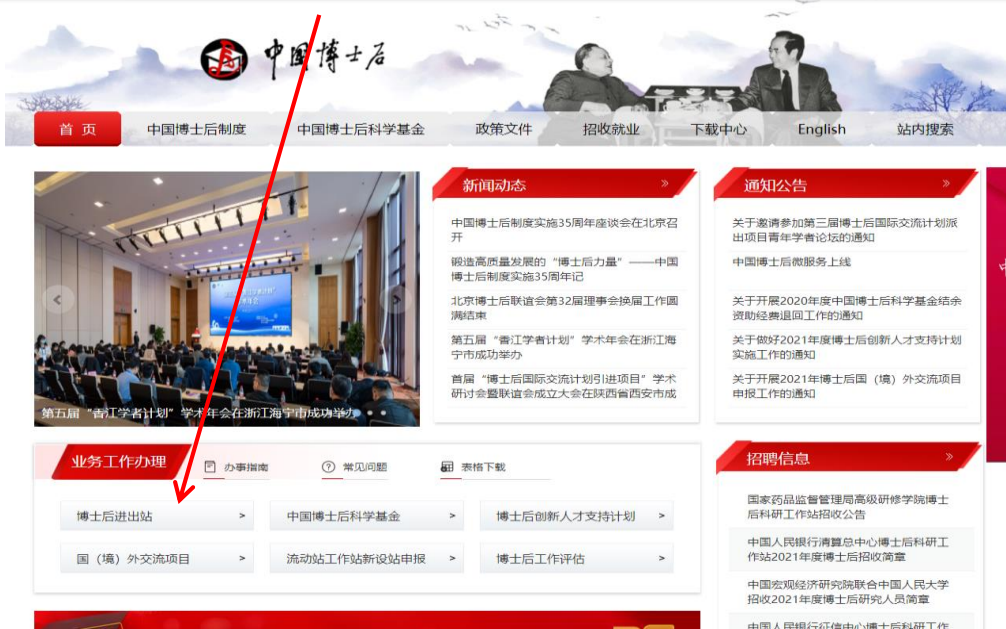 中国博士后
首 页
中国博士后制度
中国博士后科学基金
政策文件
招收就业
下载中心
English
站内搜索
新闻动态
»
中国博士后制度实施35周年座谈会在北京召
开
锻造高质量发展的“博士后力量”——中国
博士后制度实施35周年记
北京博士后联谊会第32届理事会换届工作圆
满结束
第五届“香江学者计划”学术年会在浙江海
宁市成功举办
首届“博士后国际交流计划引进项目”学术
研讨会暨联谊会成立大会在陕西省西安市成
通知公告
»
关于邀请参加第三届博士后国际交流计划派
出项目青年学者论坛的通知
中国博士后微服务上线
关于开展2020年度中国博士后科学基金结余
资助经费退回工作的通知
关于做好2021年度博士后创新人才支持计划
实施工作的通知
关于开展2021年博士后国（境）外交流项目
申报工作的通知
第五届“香江学者计划”学术年会在浙江海宁市成功举办
业务工作办理
办事指南
常见问题
表格下载
博士后进出站 >
中国博士后科学基金 >
博士后创新人才支持计划 >
国（境）外交流项目 >
流动站工作站新设站申报 >
博士后工作评估 >
招聘信息
»
国家药品监督管理局高级研修学院博士
后科研工作站招收公告
中国人民银行清算总中心博士后科研工
作站2021年度博士后招收简章
中国宏观经济研究院联合中国人民大学
招收2021年度博士后研究人员简章
中国人民银行征信中心博士后科研工作